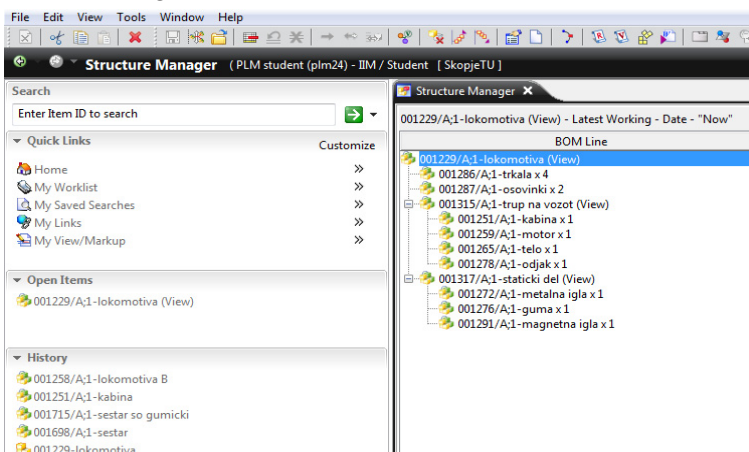 File Edit View Tools Window Help
Structure Manager ( PLM student (plm24) - IIM / Student [ SkopjeTU ]
Search
Enter Item ID to search
Quick Links Customize
Home
My Worklist
My Saved Searches
My Links
My View/Markup
Open Items
001229/A;1-lokomotiva (View)
History
001258/A;1-lokomotiva B
001251/A;1-kabina
001715/A;1-sestar so gumicki
001698/A;1-sestar
001229-lokomotiva
Structure Manager
001229/A;1-lokomotiva (View) - Latest Working - Date - "Now"
BOM Line
001229/A;1-lokomotiva (View)
001286/A;1-trkala x 4
001287/A;1-osovinki x 2
001315/A;1-trup na vozot (View)
001251/A;1-kabina x 1
001259/A;1-motor x 1
001265/A;1-telo x 1
001278/A;1-odjak x 1
001317/A;1-staticki del (View)
001272/A;1-metalna igla x 1
001276/A;1-guma x 1
001291/A;1-magnetna igla x 1